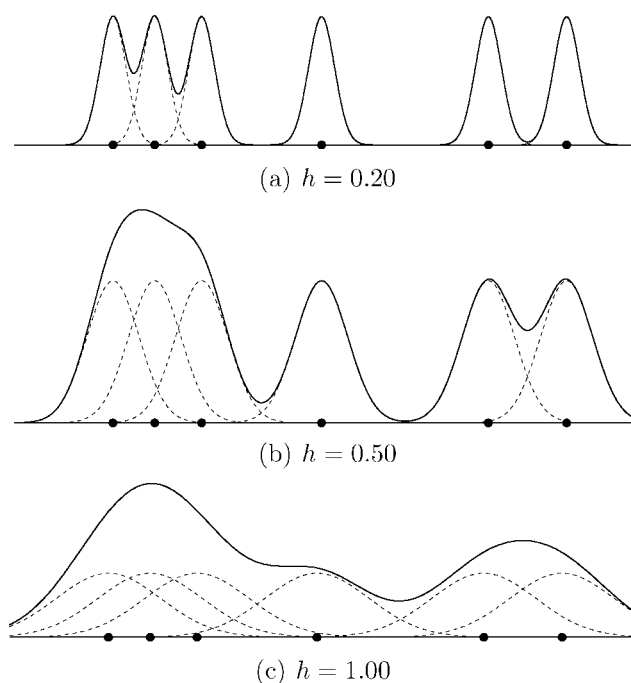 (a) h = 0.20
(b) h = 0.50
(c) h = 1.00